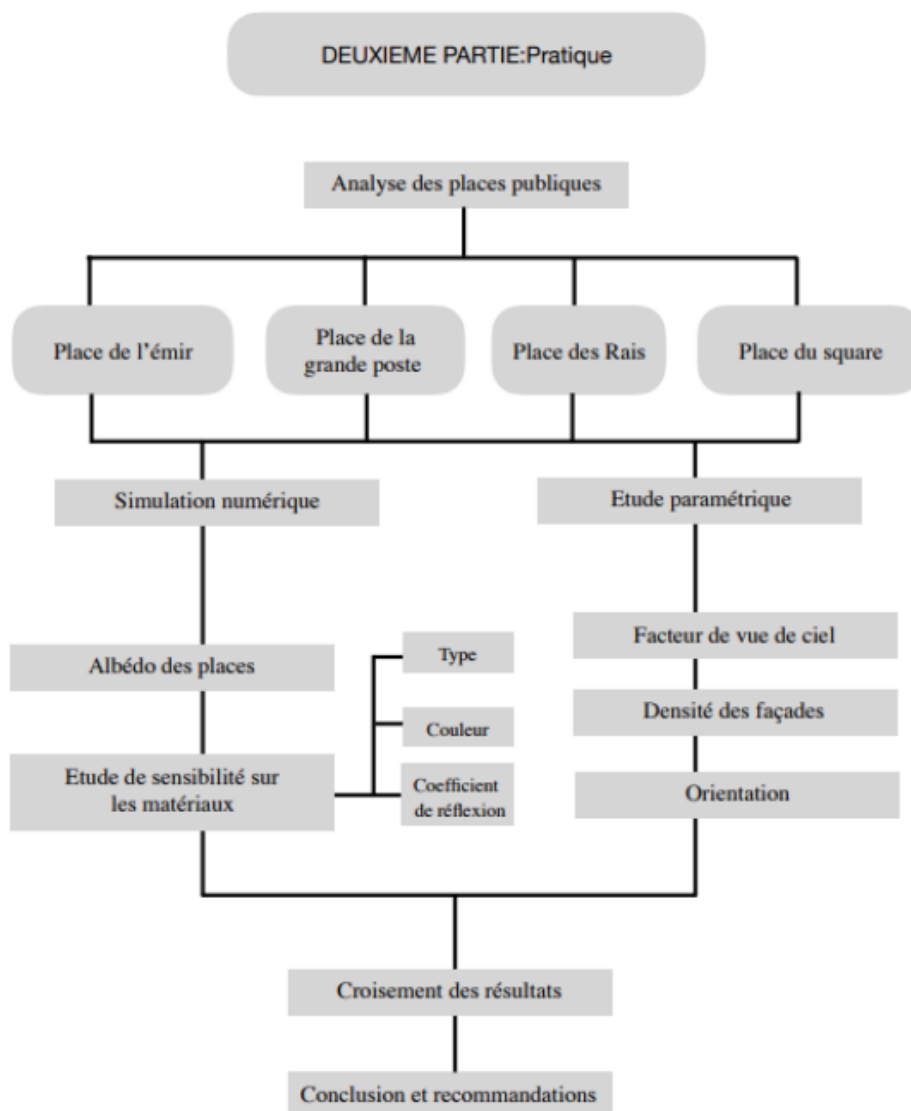 DEUXIEME PARTIE:Pratique
Analyse des places publiques
Place de l'émir
Place de la
grande poste
Place des Rais
Place du square
Simulation numérique
Etude paramétrique
Albédo des places
Type
Facteur de vue de ciel
Couleur
Densité des façades
Etude de sensibilité sur
les matériaux
Coefficient
de réflexion
Orientation
Croisement des résultats
Conclusion et recommandations